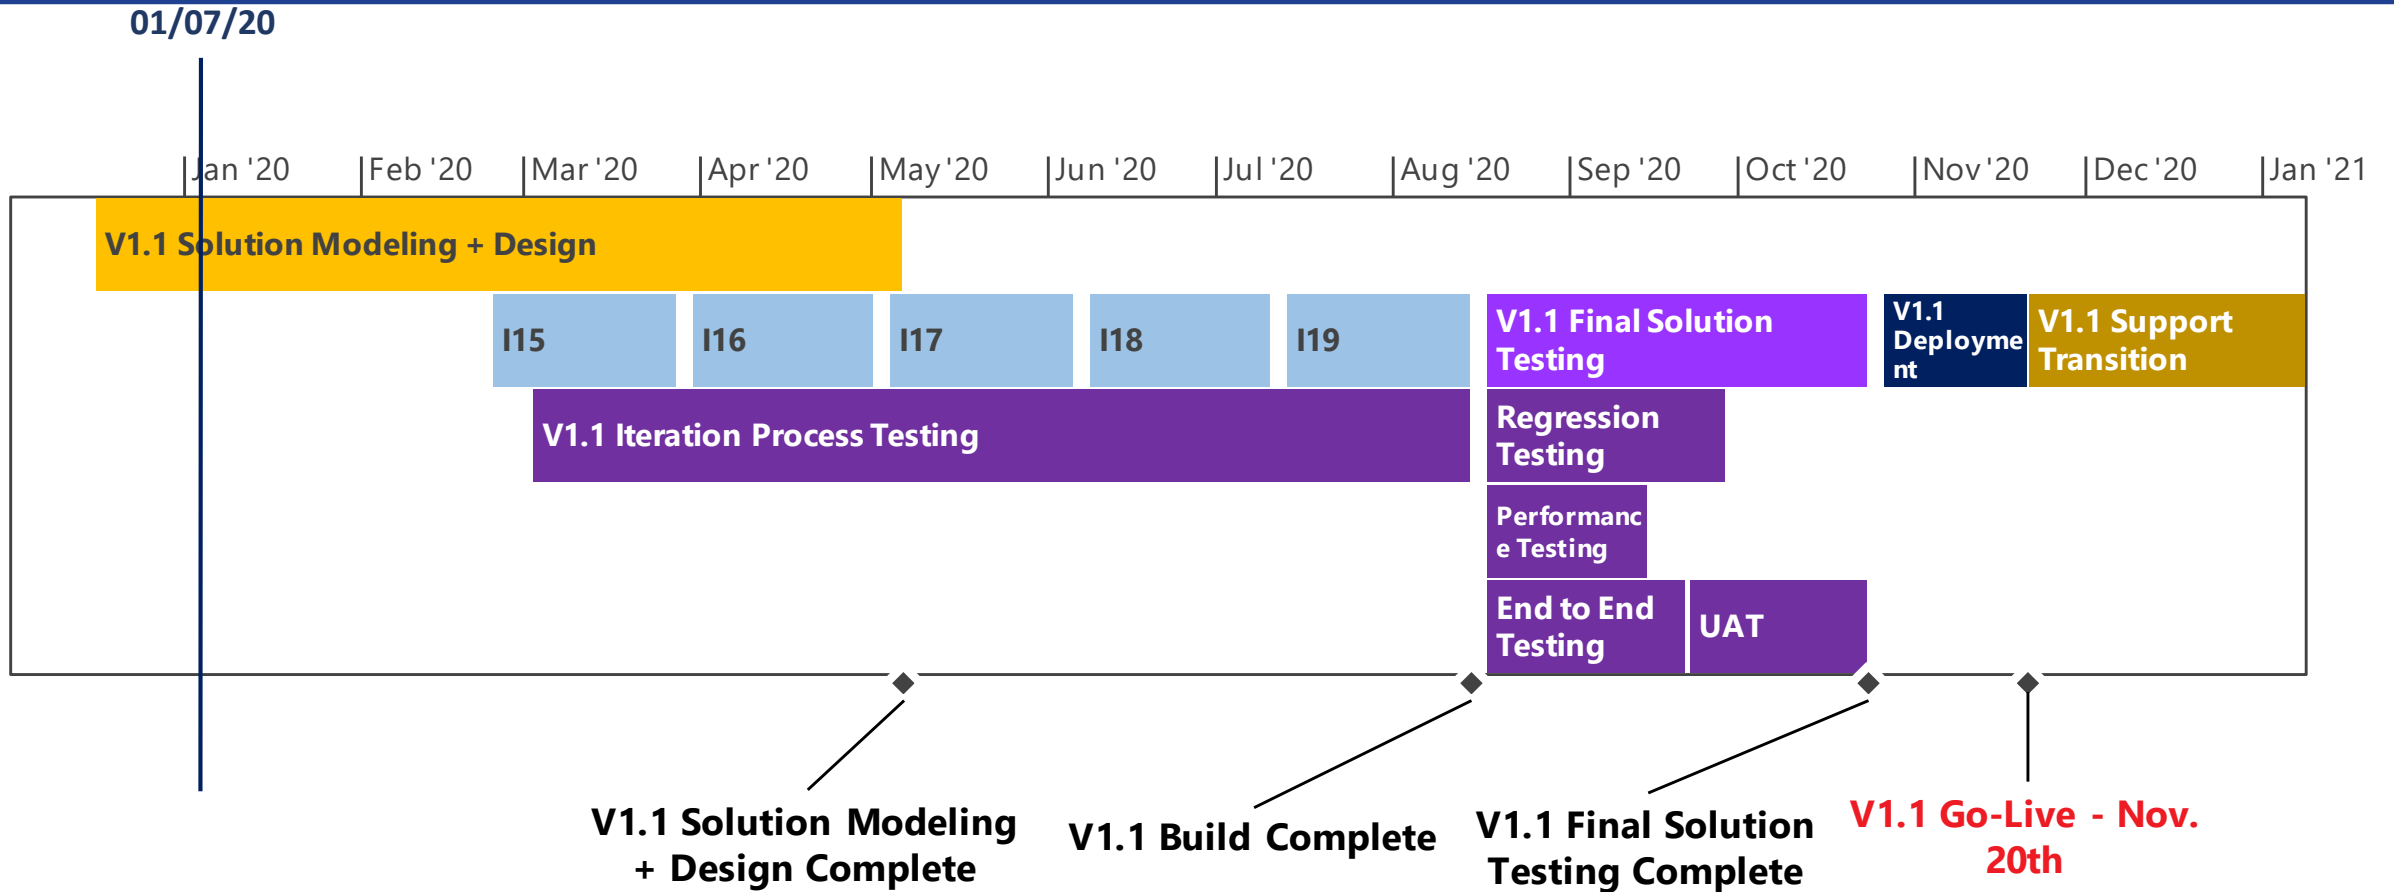 01/07/20
Jan '20
Feb '20
Mar '20
Apr '20
May '20
Jun '20
Jul '20
Aug '20
Sep '20
Oct '20
Nov '20
Dec '20
Jan '21
V1.1 Solution Modeling + Design
I15
I16
I17
I18
I19
V1.1 Final Solution
Testing
V1.1
Deployme
nt
V1.1 Support
Transition
V1.1 Iteration Process Testing
Regression
Testing
Performanc
e Testing
End to End
Testing
UAT
V1.1 Solution Modeling
+ Design Complete
V1.1 Build Complete
V1.1 Final Solution
Testing Complete
V1.1 Go-Live - Nov.
20th